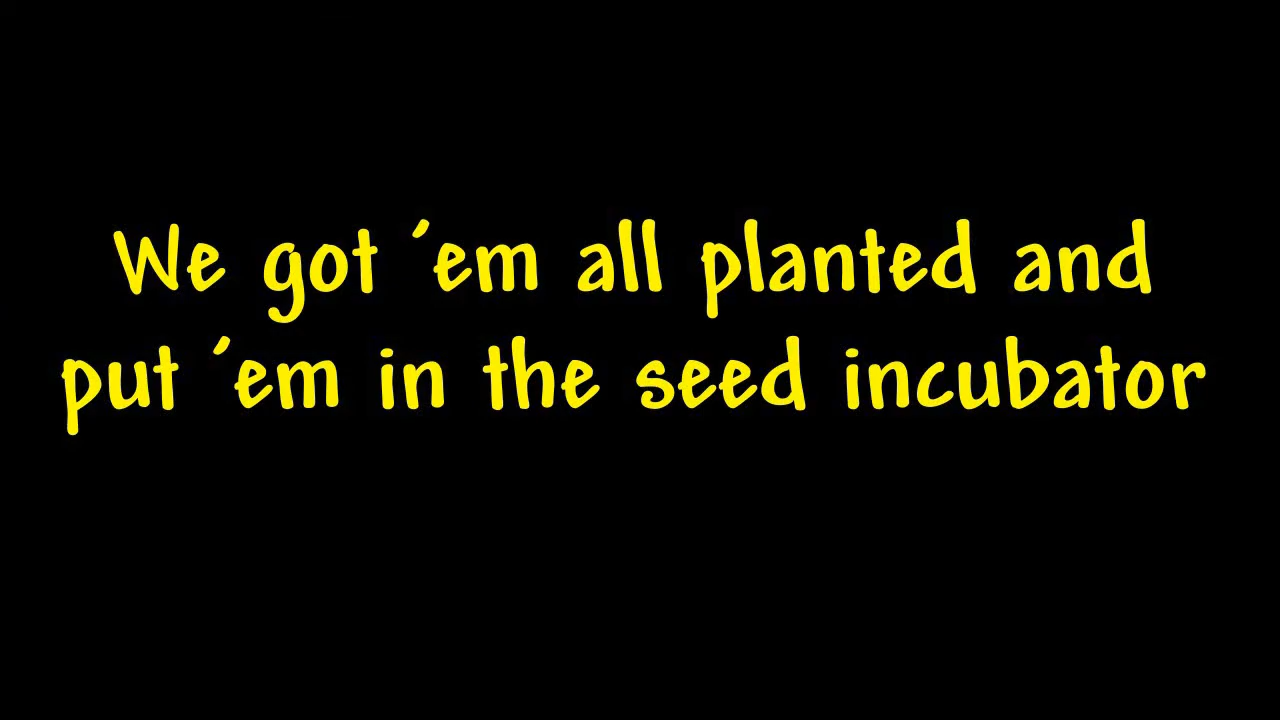 We got 'em all planted and
put 'em in the seed incubator